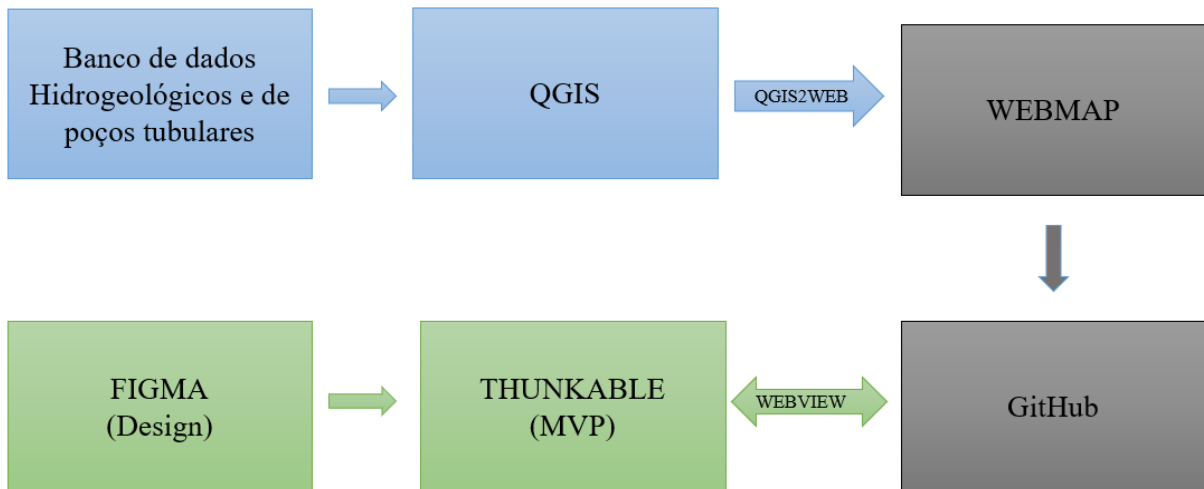 Banco de dados
Hidrogeológicos e de
poços tubulares
QGIS
QGIS2WEB
WEBMAP
FIGMA
(Design)
THUNKABLE
(MVP)
WEBVIEW
GitHub